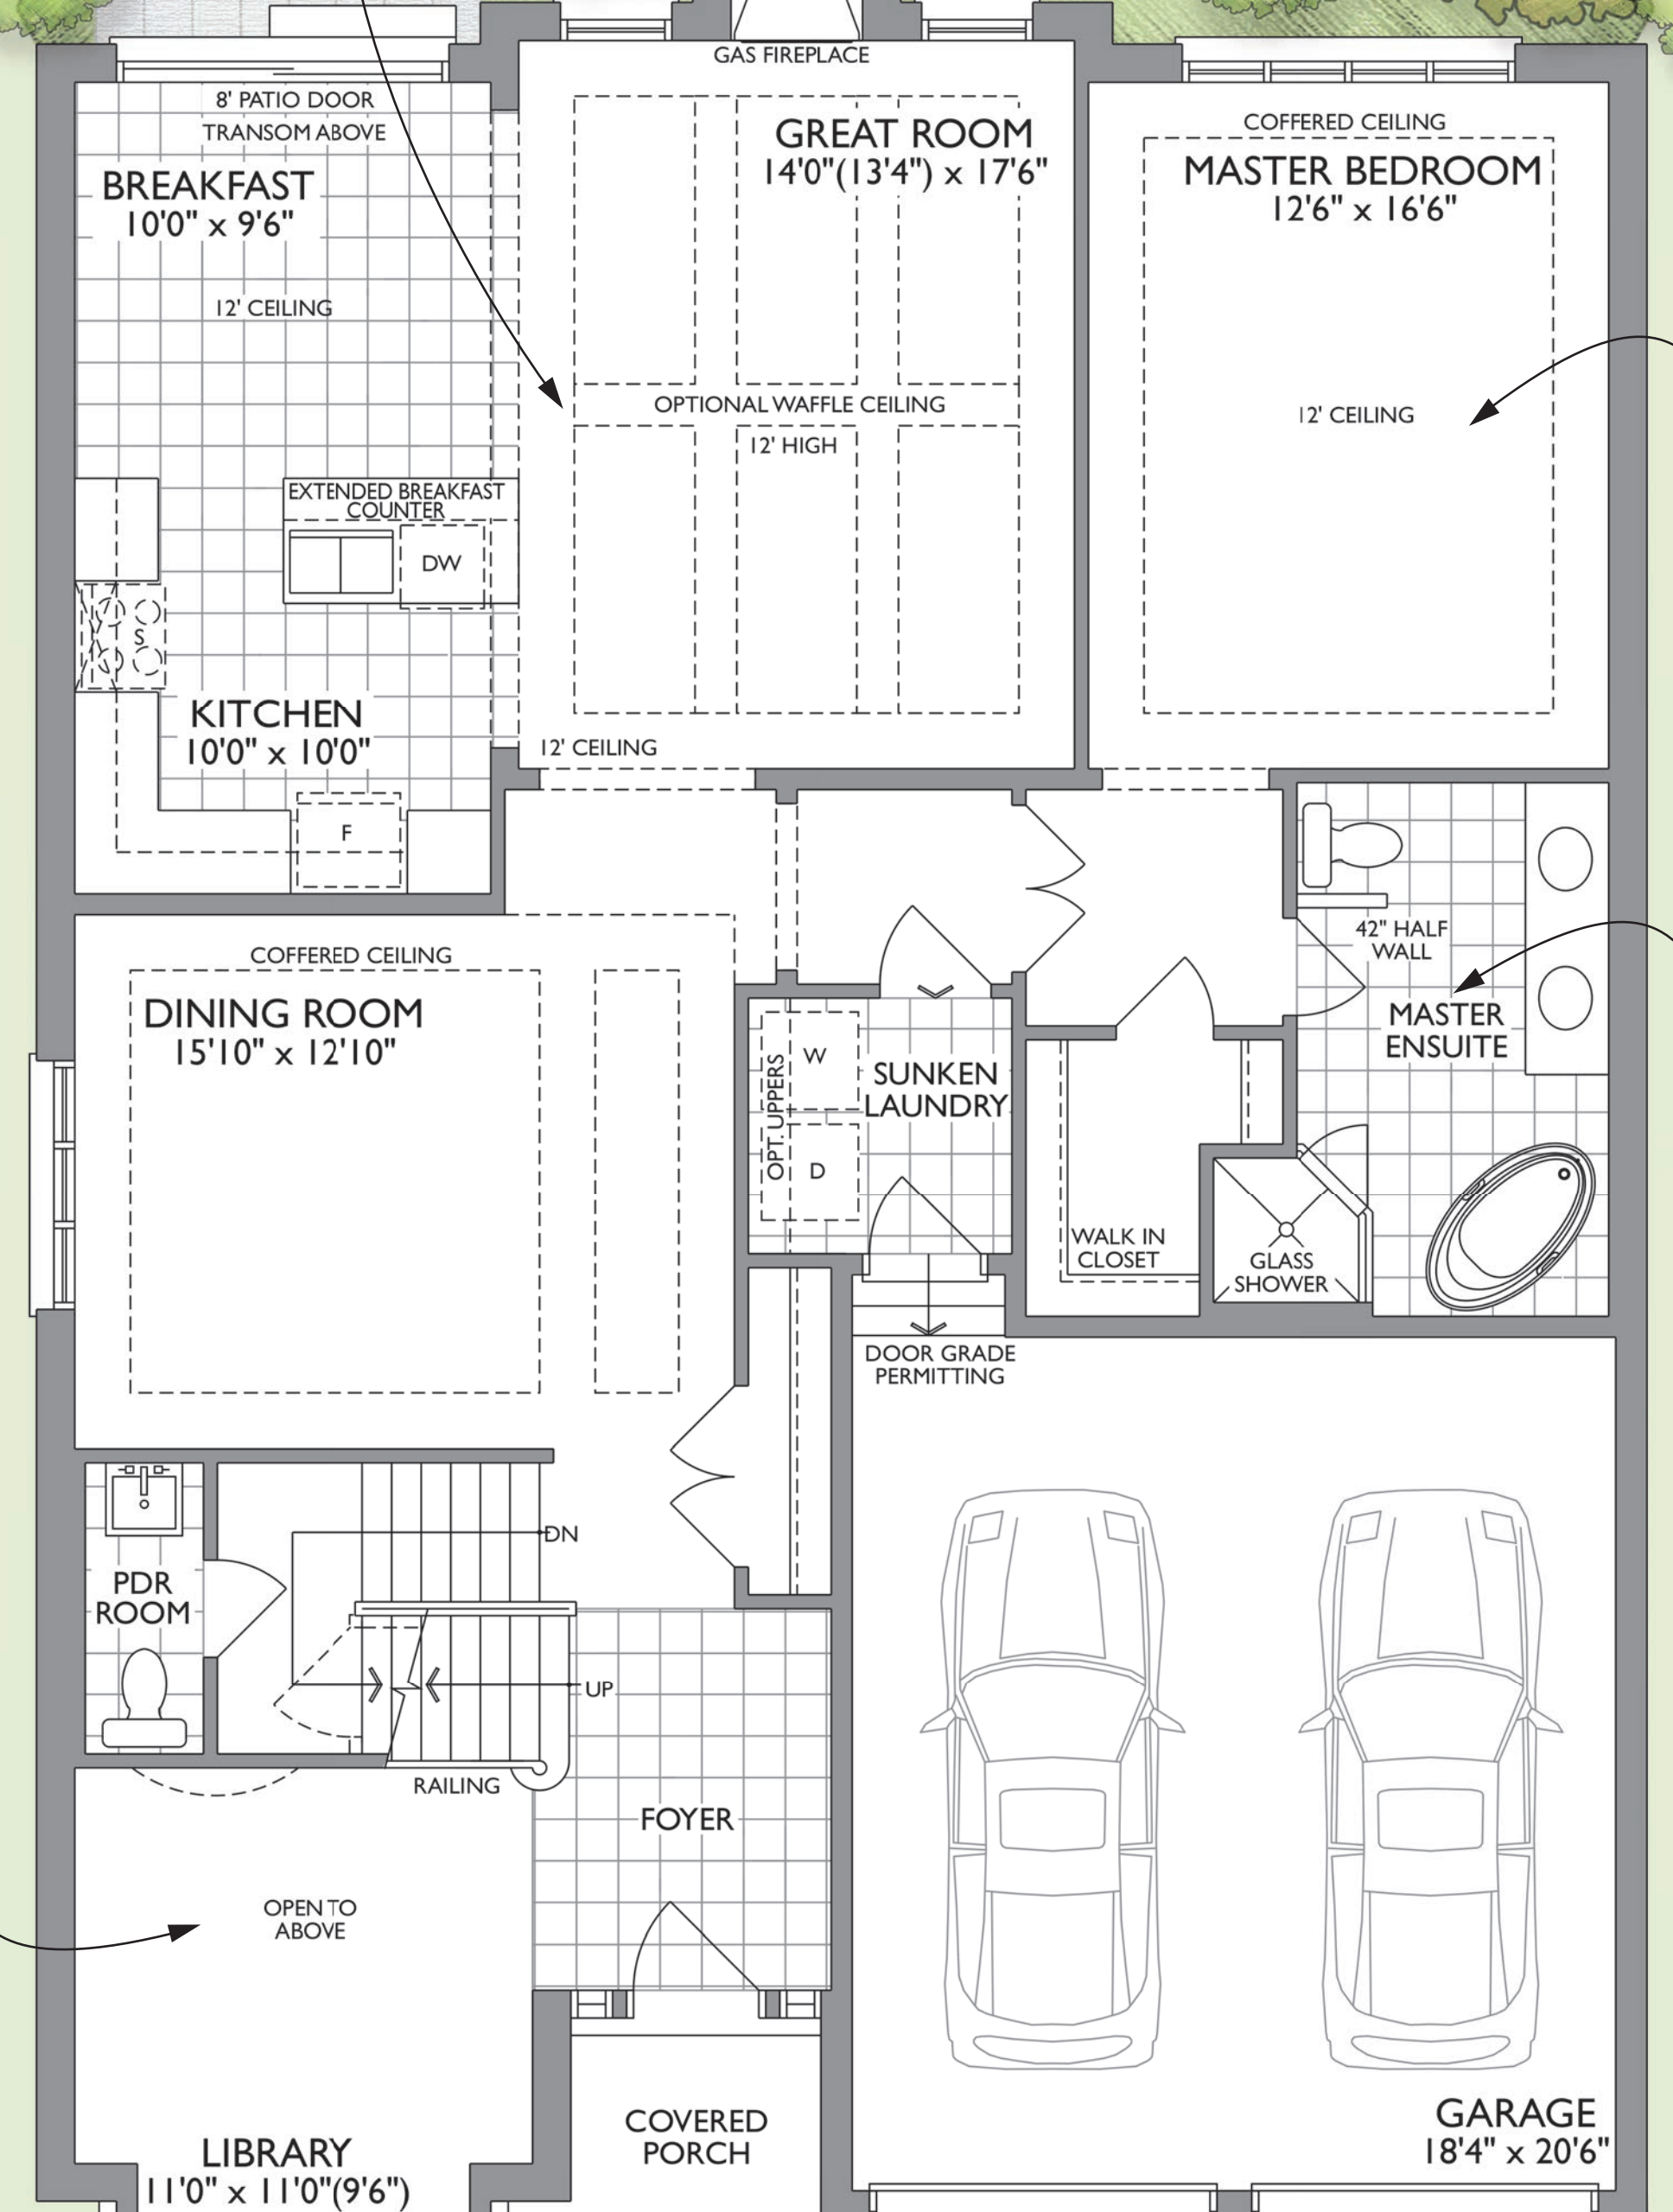 GAS FIREPLACE
8' PATIO DOOR
TRANSOM ABOVE
BREAKFAST
10'0" x 9'6"
12' CEILING
GREAT ROOM
14'0"(13'4") x 17'6"
OPTIONAL WAFFLE CEILING
12' HIGH
12' CEILING
COFFERED CEILING
MASTER BEDROOM
12'6" x 16'6"
12' CEILING
EXTENDED BREAKFAST
COUNTER
DW
S
KITCHEN
10'0" x 10'0"
F
42" HALF
WALL
MASTER
ENSUITE
COFFERED CEILING
DINING ROOM
15'10" x 12'10"
OPT. UPPERS
W
D
SUNKEN
LAUNDRY
WALK IN
CLOSET
GLASS
SHOWER
DOOR GRADE
PERMITTING
DN
PDR
ROOM
UP
RAILING
FOYER
OPEN TO
ABOVE
LIBRARY
11'0" x 11'0"(9'6")
COVERED
PORCH
GARAGE
18'4" x 20'6"